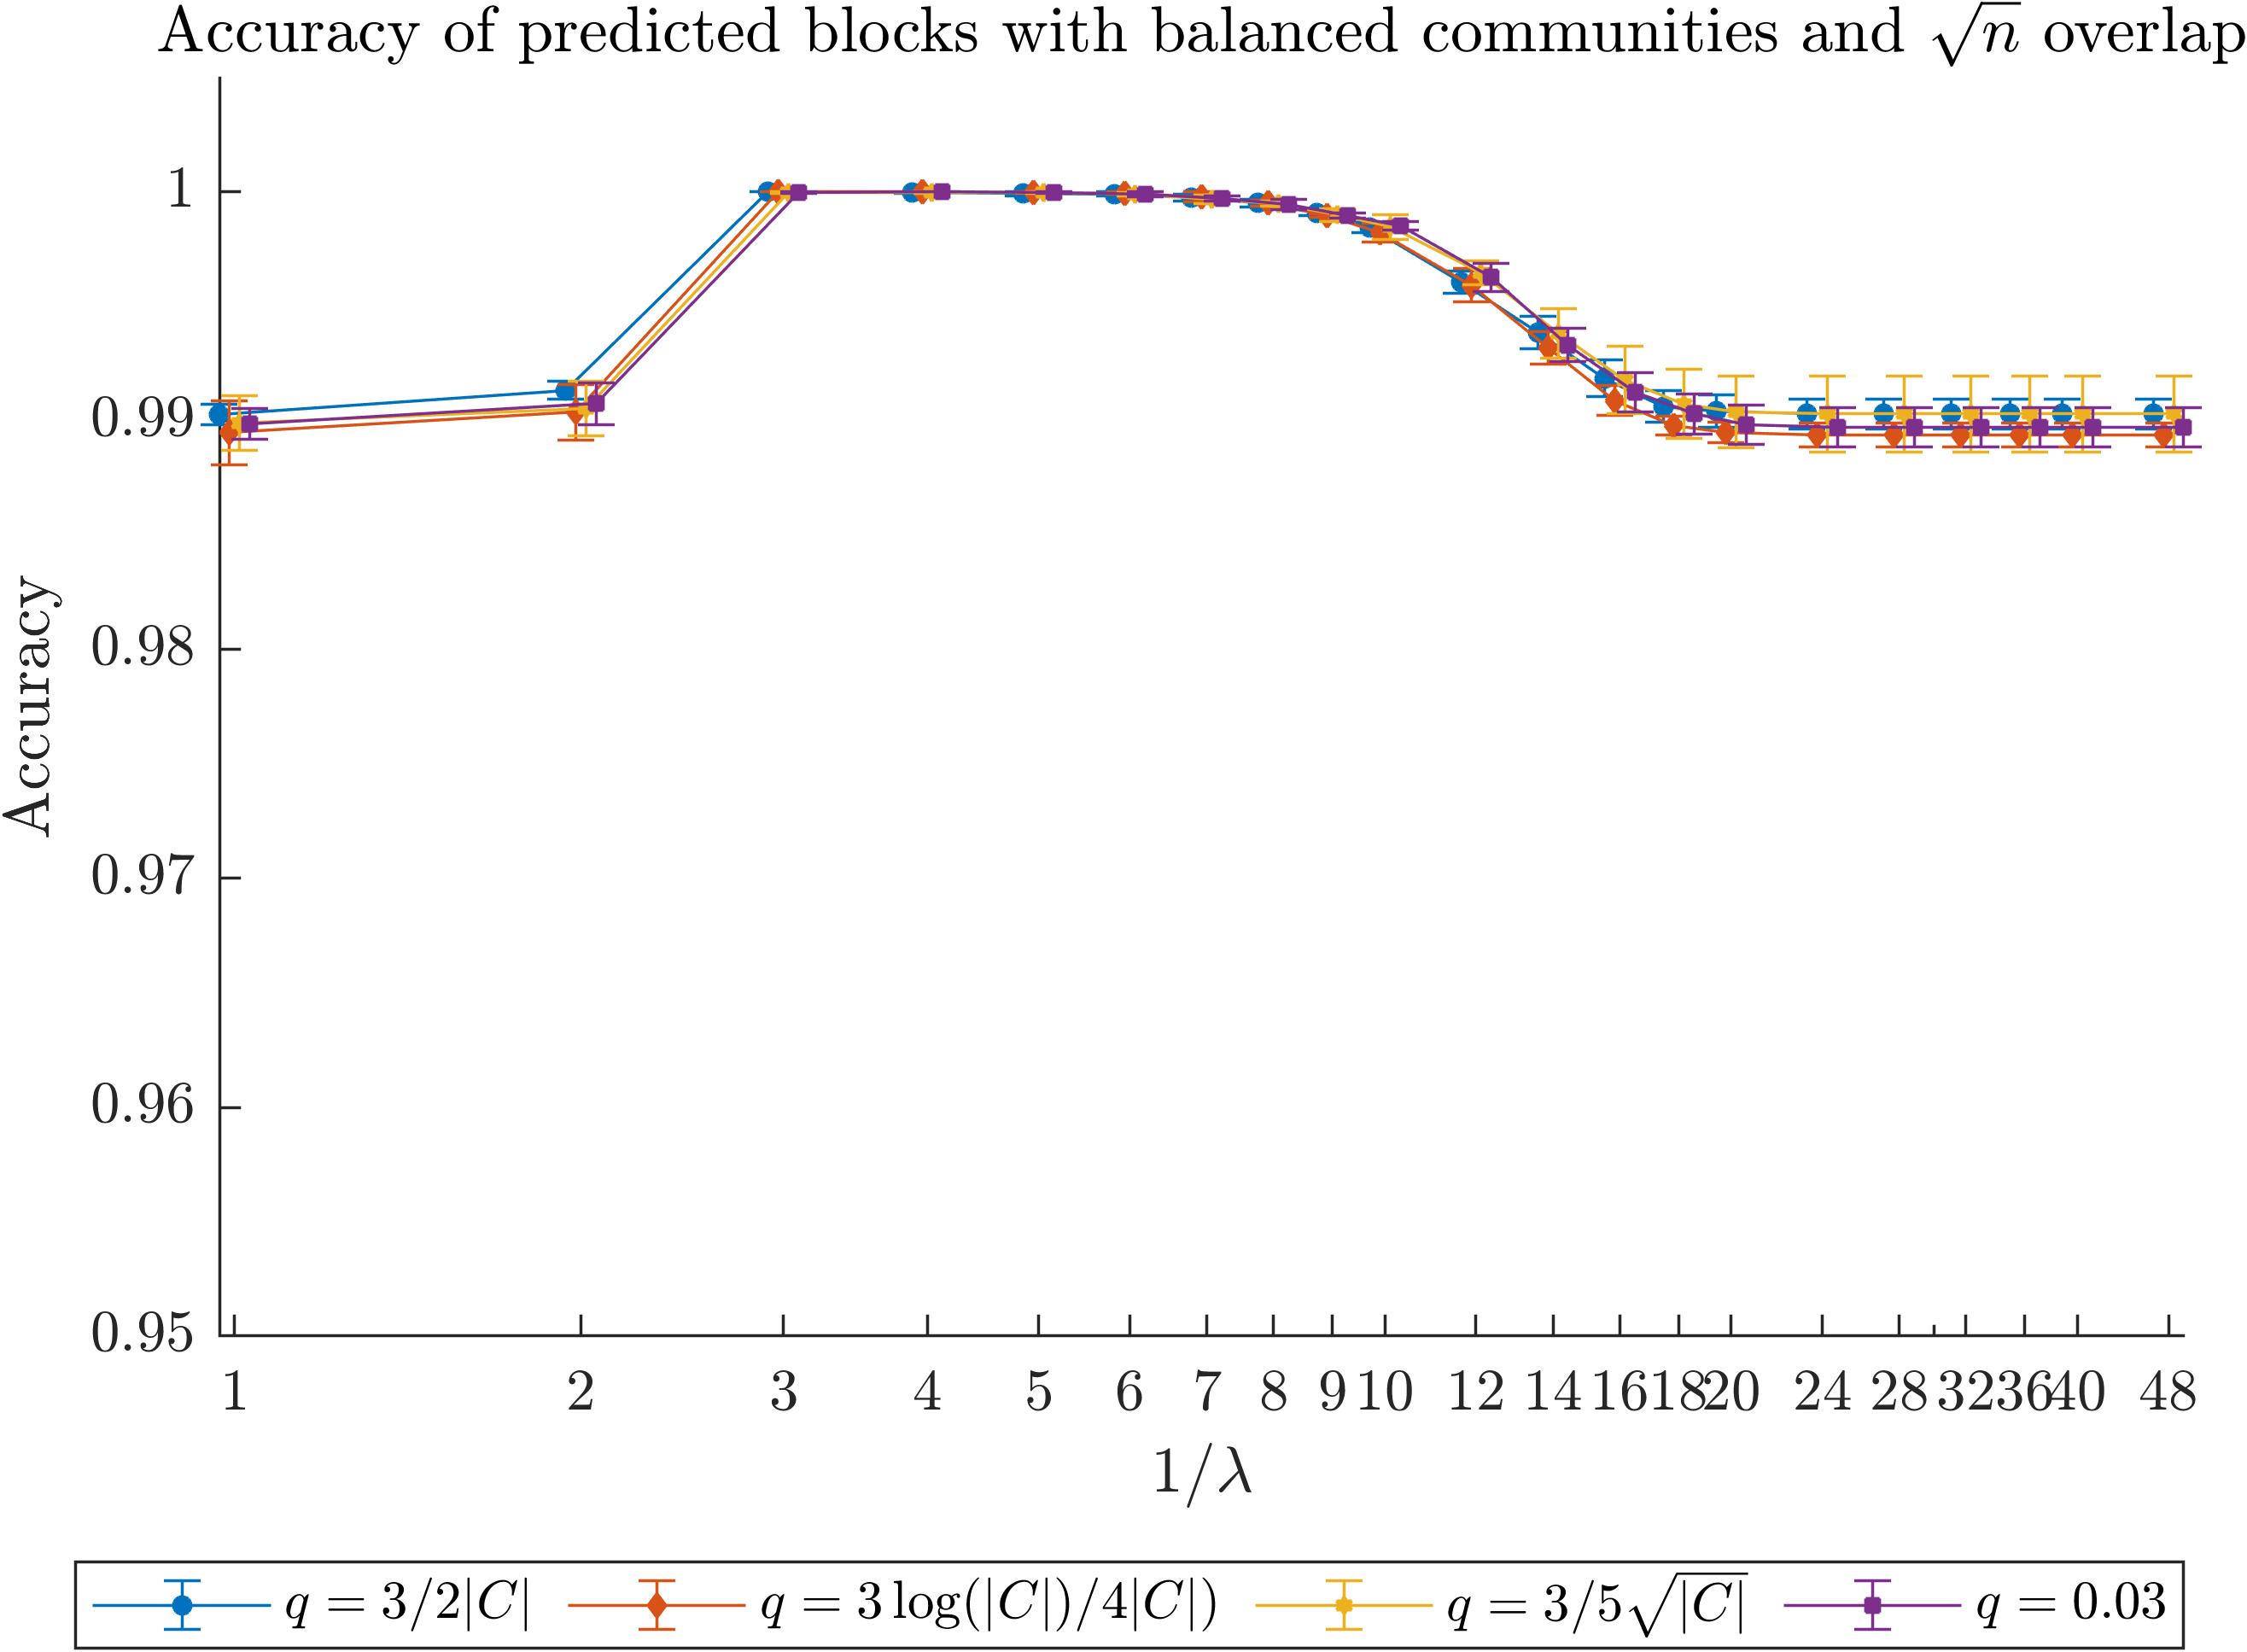 Accuracy of predicted blocks with balanced communities and √n overlap
1
0.99
0.98
0.97
0.96
0.95
Accuracy
1 2 3 4 5 6 7 8 9 10 12 14 16 18 20 24 28 32 36 40 48
1/λ
q = 3/2|C| q = 3 log(|C|)/4|C|) q = 3/5√|C| q = 0.03